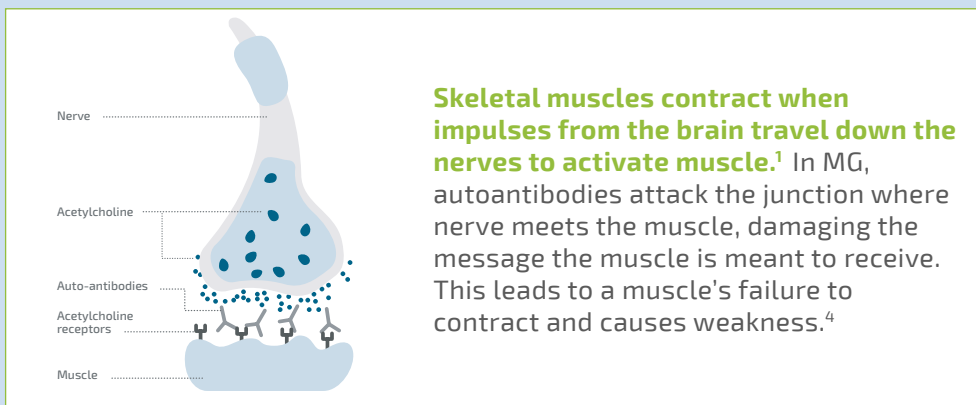 Nerve
Acetylcholine
Auto-antibodies
Acetylcholine
receptors
Muscle
Skeletal muscles contract when
impulses from the brain travel down the
nerves to activate muscle.¹ In MG,
autoantibodies attack the junction where
nerve meets the muscle, damaging the
message the muscle is meant to receive.
This leads to a muscle’s failure to
contract and causes weakness.⁴